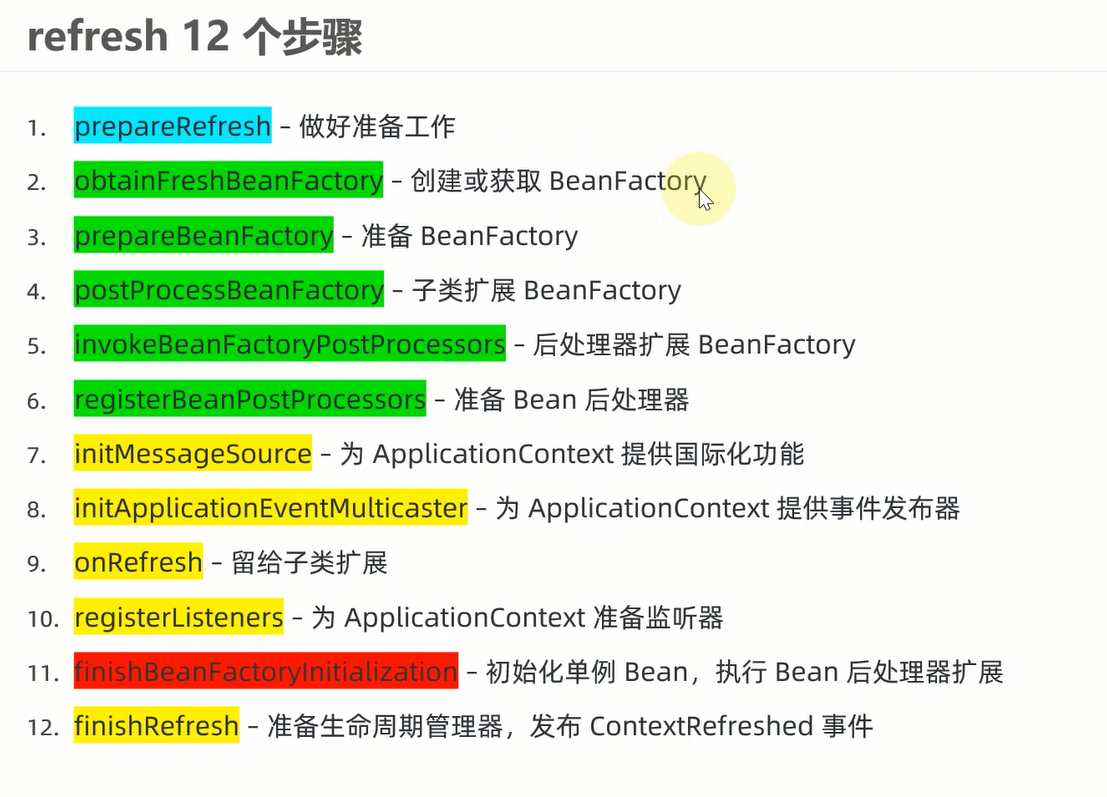 refresh 12 个步骤
1. prepareRefresh – 做好准备工作
2. obtainFreshBeanFactory – 创建或获取 BeanFactory
3. prepareBeanFactory – 准备 BeanFactory
4. postProcessBeanFactory – 子类扩展 BeanFactory
5. invokeBeanFactoryPostProcessors – 后处理器扩展 BeanFactory
6. registerBeanPostProcessors – 准备 Bean 后处理器
7. initMessageSource – 为 ApplicationContext 提供国际化功能
8. initApplicationEventMulticaster – 为 ApplicationContext 提供事件发布器
9. onRefresh – 留给子类扩展
10. registerListeners – 为 ApplicationContext 准备监听器
11. finishBeanFactoryInitialization – 初始化单例 Bean，执行 Bean 后处理器扩展
12. finishRefresh – 准备生命周期管理器，发布 ContextRefreshed 事件